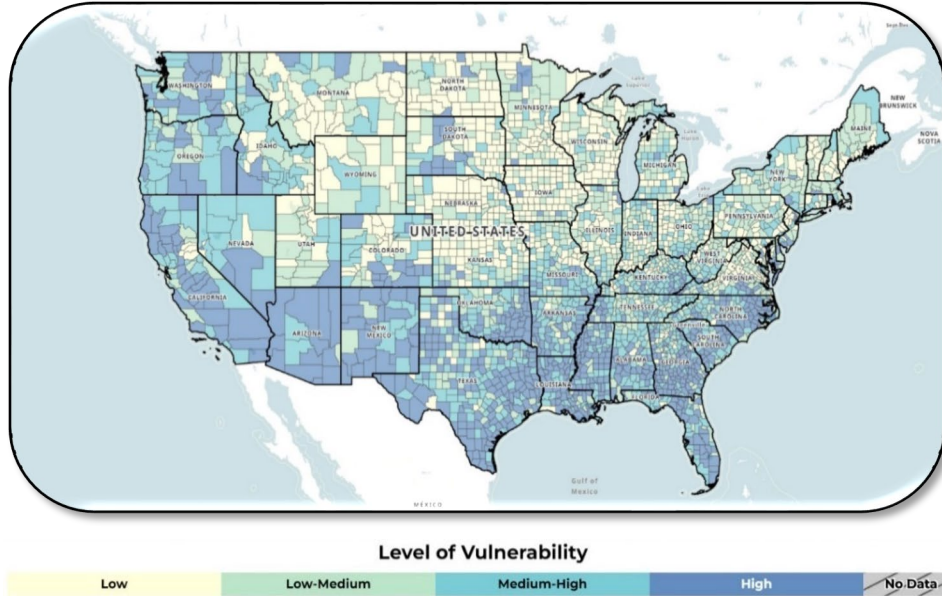 WASHINGTON
MONTANA
NORTH
DAKOTA
MINNESOTA
MAINE
NEW
BRUNSWICK
NOVA
SCOTIA
OREGON
IDAHO
SOUTH
DAKOTA
WISCONSIN
MICHIGAN
NEW
YORK
WYOMING
IOWA
NEBRASKA
PENNSYLVANIA
NEVADA
UTAH
COLORADO
UNITED STATES
ILLINOIS
INDIANA
OHIO
KANSAS
MISSOURI
WEST
VIRGINIA
VIRGINIA
KENTUCKY
CALIFORNIA
ARIZONA
NEW
MEXICO
OKLAHOMA
ARKANSAS
TENNESSEE
NORTH
CAROLINA
SOUTH
CAROLINA
TEXAS
LOUISIANA
ALABAMA
GEORGIA
FLORIDA
Gulf of
Mexico
MÉXICO
Level of Vulnerability
Low
Low-Medium
Medium-High
High
No Data